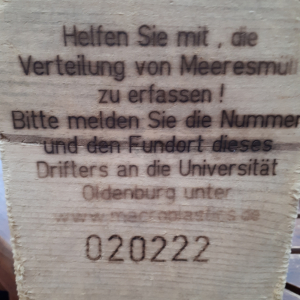 Helfen Sie mit, die
Verteilung von Meeresmüll
zu erfassen!
Bitte melden Sie die Nummer
und den Fundort dieses
Drifters an die Universität
Oldenburg unter
www.macroplastics.de
020222